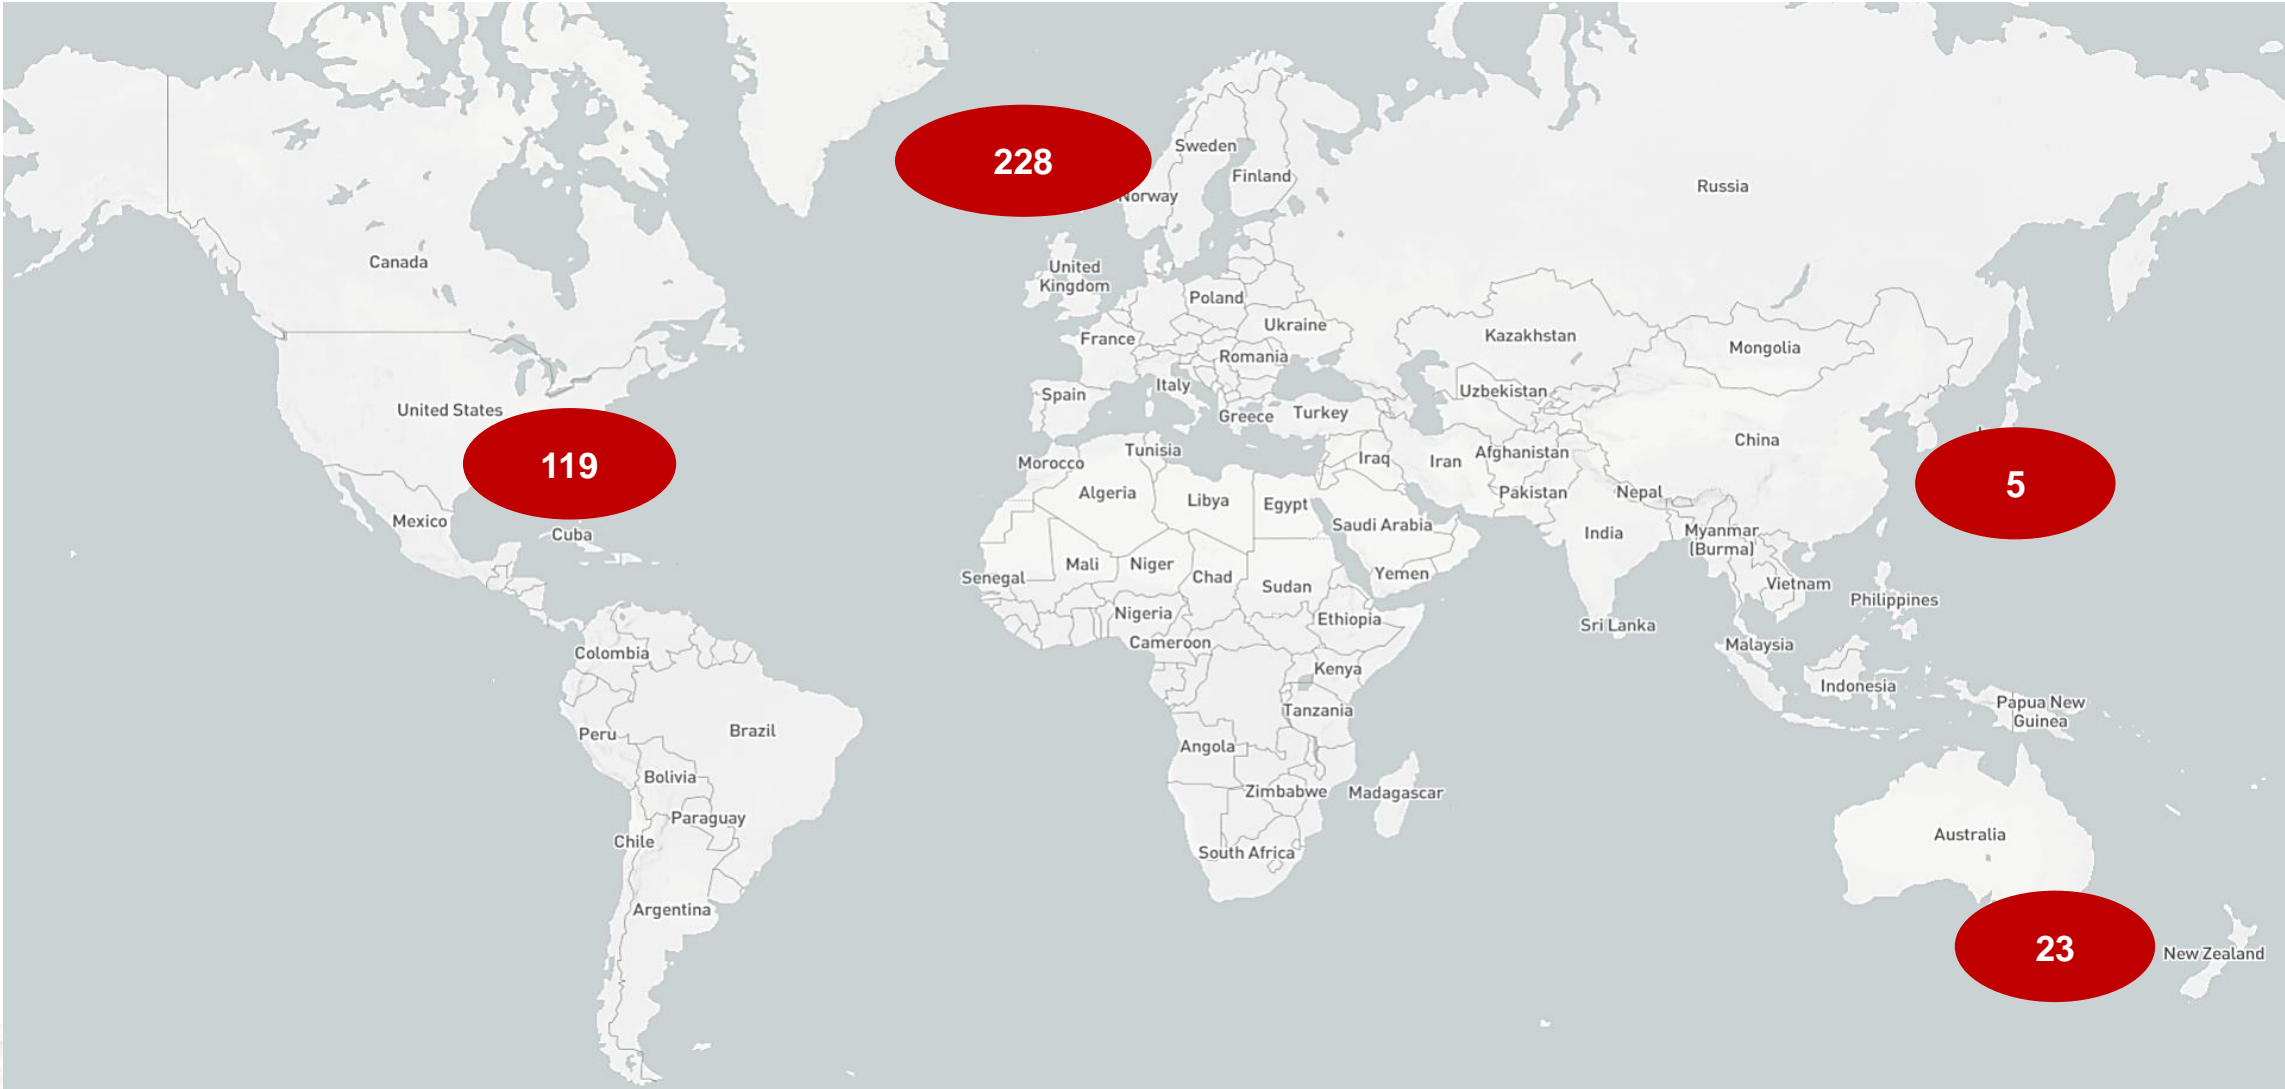 228
Sweden
Finland
Norway
Russia
Canada
United
Kingdom
Poland
Ukraine
France
Kazakhstan
Mongolia
Romania
Italy
Spain
Uzbekistan
United States
Greece
Turkey
China
Tunisia
Afghanistan
Morocco
Iraq
Iran
119
5
Algeria
Libya
Egypt
Pakistan
Nepal
Mexico
Saudi Arabia
India
Cuba
Myanmar
(Burma)
Mali
Niger
Chad
Senegal
Sudan
Yemen
Vietnam
Philippines
Nigeria
Ethiopia
Sri Lanka
Cameroon
Malaysia
Colombia
Kenya
Indonesia
Tanzania
Papua New
Guinea
Peru
Brazil
Angola
Bolivia
Zimbabwe
Madagascar
Paraguay
Chile
Australia
South Africa
Argentina
23
New Zealand